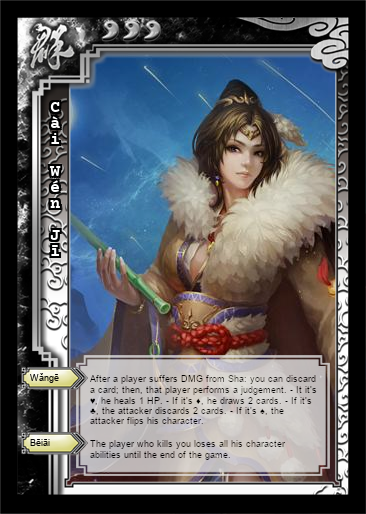 群
Cài Wén Jī
Wǎngē
After a player suffers DMG from Sha: you can discard
a card; then, that player performs a judgement. - It it's
♥, he heals 1 HP. - If it's ♦, he draws 2 cards. - If it's
♣, the attacker discards 2 cards. - If it's ♠, the
attacker flips his character.
Bēiāi
The player who kills you loses all his character
abilities until the end of the game.